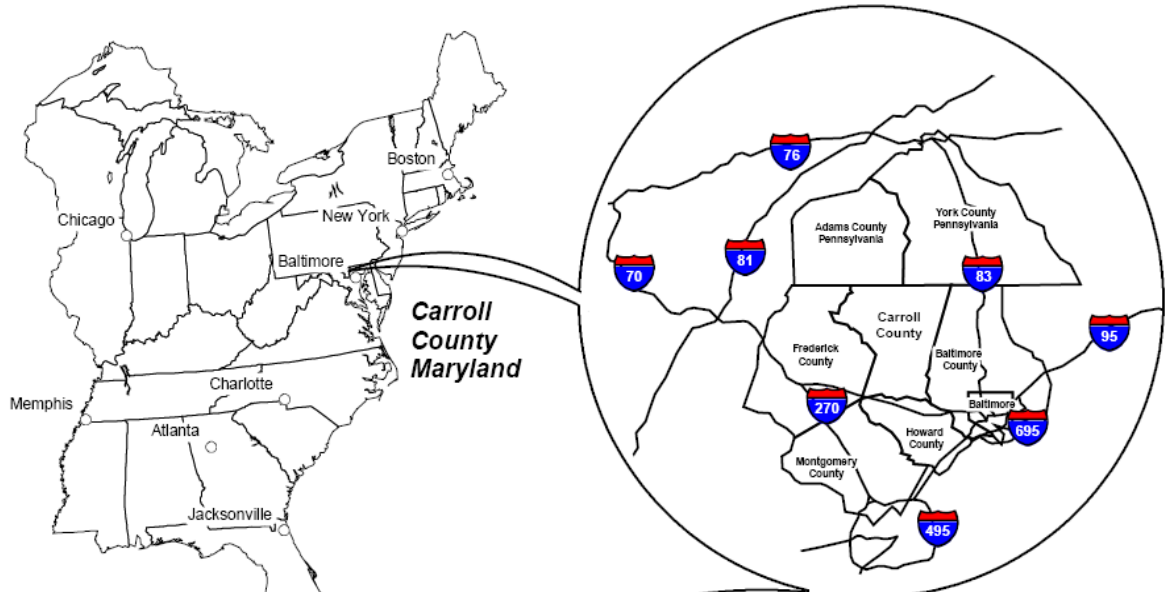 Boston
New York
Chicago
Baltimore
Carroll
County
Maryland
Charlotte
Memphis
Atlanta
Jacksonville
76
Adams County
Pennsylvania
York County
Pennsylvania
70
81
83
Carroll
County
95
Frederick
County
Baltimore
County
270
Baltimore
695
Howard
County
Montgomery
County
495